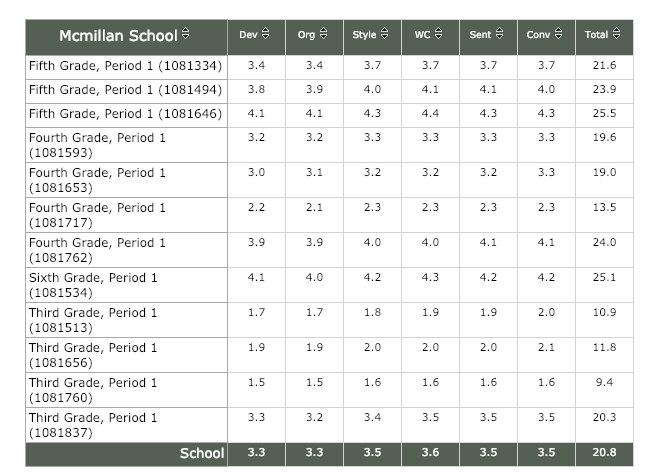 Mcmillan School Dev Org Style WC Sent Conv Total
Fifth Grade, Period 1 (1081334) 3.4 3.4 3.7 3.7 3.7 3.7 21.6
Fifth Grade, Period 1 (1081494) 3.8 3.9 4.0 4.1 4.1 4.0 23.9
Fifth Grade, Period 1 (1081646) 4.1 4.1 4.3 4.4 4.3 4.3 25.5
Fourth Grade, Period 1 3.2 3.2 3.3 3.3 3.3 3.3 19.6
(1081593)
Fourth Grade, Period 1 3.0 3.1 3.2 3.2 3.2 3.3 19.0
(1081653)
Fourth Grade, Period 1 2.2 2.1 2.3 2.3 2.3 2.3 13.5
(1081717)
Fourth Grade, Period 1 3.9 3.9 4.0 4.0 4.1 4.1 24.0
(1081762)
Sixth Grade, Period 1 4.1 4.0 4.2 4.3 4.2 4.2 25.1
(1081534)
Third Grade, Period 1 1.7 1.7 1.8 1.9 1.9 2.0 10.9
(1081513)
Third Grade, Period 1 1.9 1.9 2.0 2.0 2.0 2.1 11.8
(1081656)
Third Grade, Period 1 1.5 1.5 1.6 1.6 1.6 1.6 9.4
(1081760)
Third Grade, Period 1 3.3 3.2 3.4 3.5 3.5 3.5 20.3
(1081837)
School 3.3 3.3 3.5 3.6 3.5 3.5 20.8